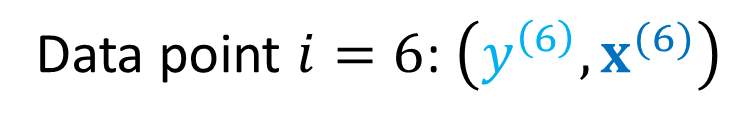 Data point i = 6: (y⁽⁶⁾, x⁽⁶⁾)